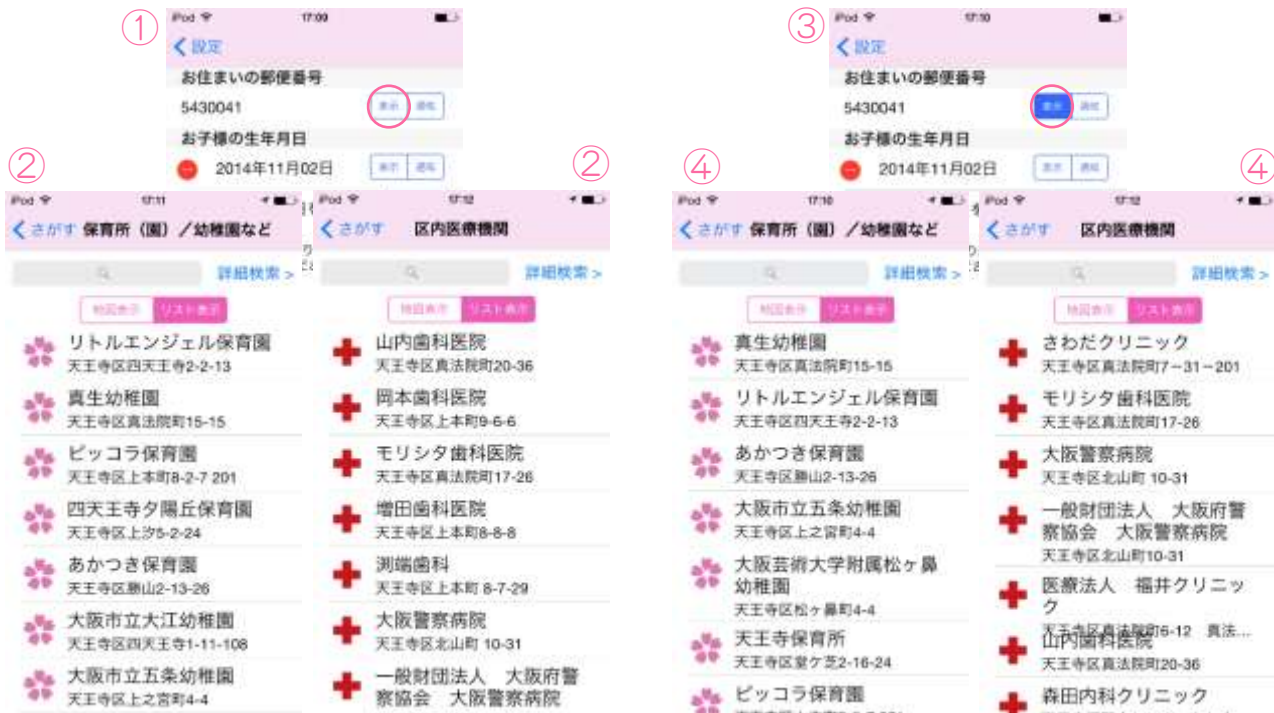 ①
Pod 17:09
設定
お住まいの郵便番号
5430041 表示 通知
お子様の生年月日
2014年11月02日 表示 通知
②
Pod 17:11
さがす 保育所（園）／幼稚園など
詳細検索 >
地図表示 リスト表示
リトルエンジェル保育園
天王寺区四天王寺2-2-13
真生幼稚園
天王寺区真法院町15-15
ピッコラ保育園
天王寺区上本町8-2-7 201
四天王寺夕陽丘保育園
天王寺区上汐5-2-24
あかつき保育園
天王寺区勝山2-13-26
大阪市立大江幼稚園
天王寺区四天王寺1-11-108
大阪市立五条幼稚園
天王寺区上之宮町4-4
②
Pod 17:12
さがす 区内医療機関
詳細検索 >
地図表示 リスト表示
山内歯科医院
天王寺区真法院町20-36
岡本歯科医院
天王寺区上本町9-6-6
モリシタ歯科医院
天王寺区真法院町17-26
増田歯科医院
天王寺区上本町8-8-8
渕端歯科
天王寺区上本町 8-7-29
大阪警察病院
天王寺区北山町 10-31
一般財団法人 大阪府警
察協会 大阪警察病院
③
Pod 17:10
設定
お住まいの郵便番号
5430041 表示 通知
お子様の生年月日
2014年11月02日 表示 通知
④
Pod 17:10
さがす 保育所（園）／幼稚園など
詳細検索 >
地図表示 リスト表示
真生幼稚園
天王寺区真法院町15-15
リトルエンジェル保育園
天王寺区四天王寺2-2-13
あかつき保育園
天王寺区勝山2-13-26
大阪市立五条幼稚園
天王寺区上之宮町4-4
大阪芸術大学附属松ヶ鼻
幼稚園
天王寺区松ヶ鼻町4-4
天王寺保育所
天王寺区堂ケ芝2-16-24
ピッコラ保育園
④
Pod 17:12
さがす 区内医療機関
詳細検索 >
地図表示 リスト表示
さわだクリニック
天王寺区真法院町7－31－201
モリシタ歯科医院
天王寺区真法院町17-26
大阪警察病院
天王寺区北山町 10-31
一般財団法人 大阪府警
察協会 大阪警察病院
天王寺区北山町10-31
医療法人 福井クリニッ
ク
天王寺区真法院町6-12 真法...
山内歯科医院
天王寺区真法院町20-36
森田内科クリニック